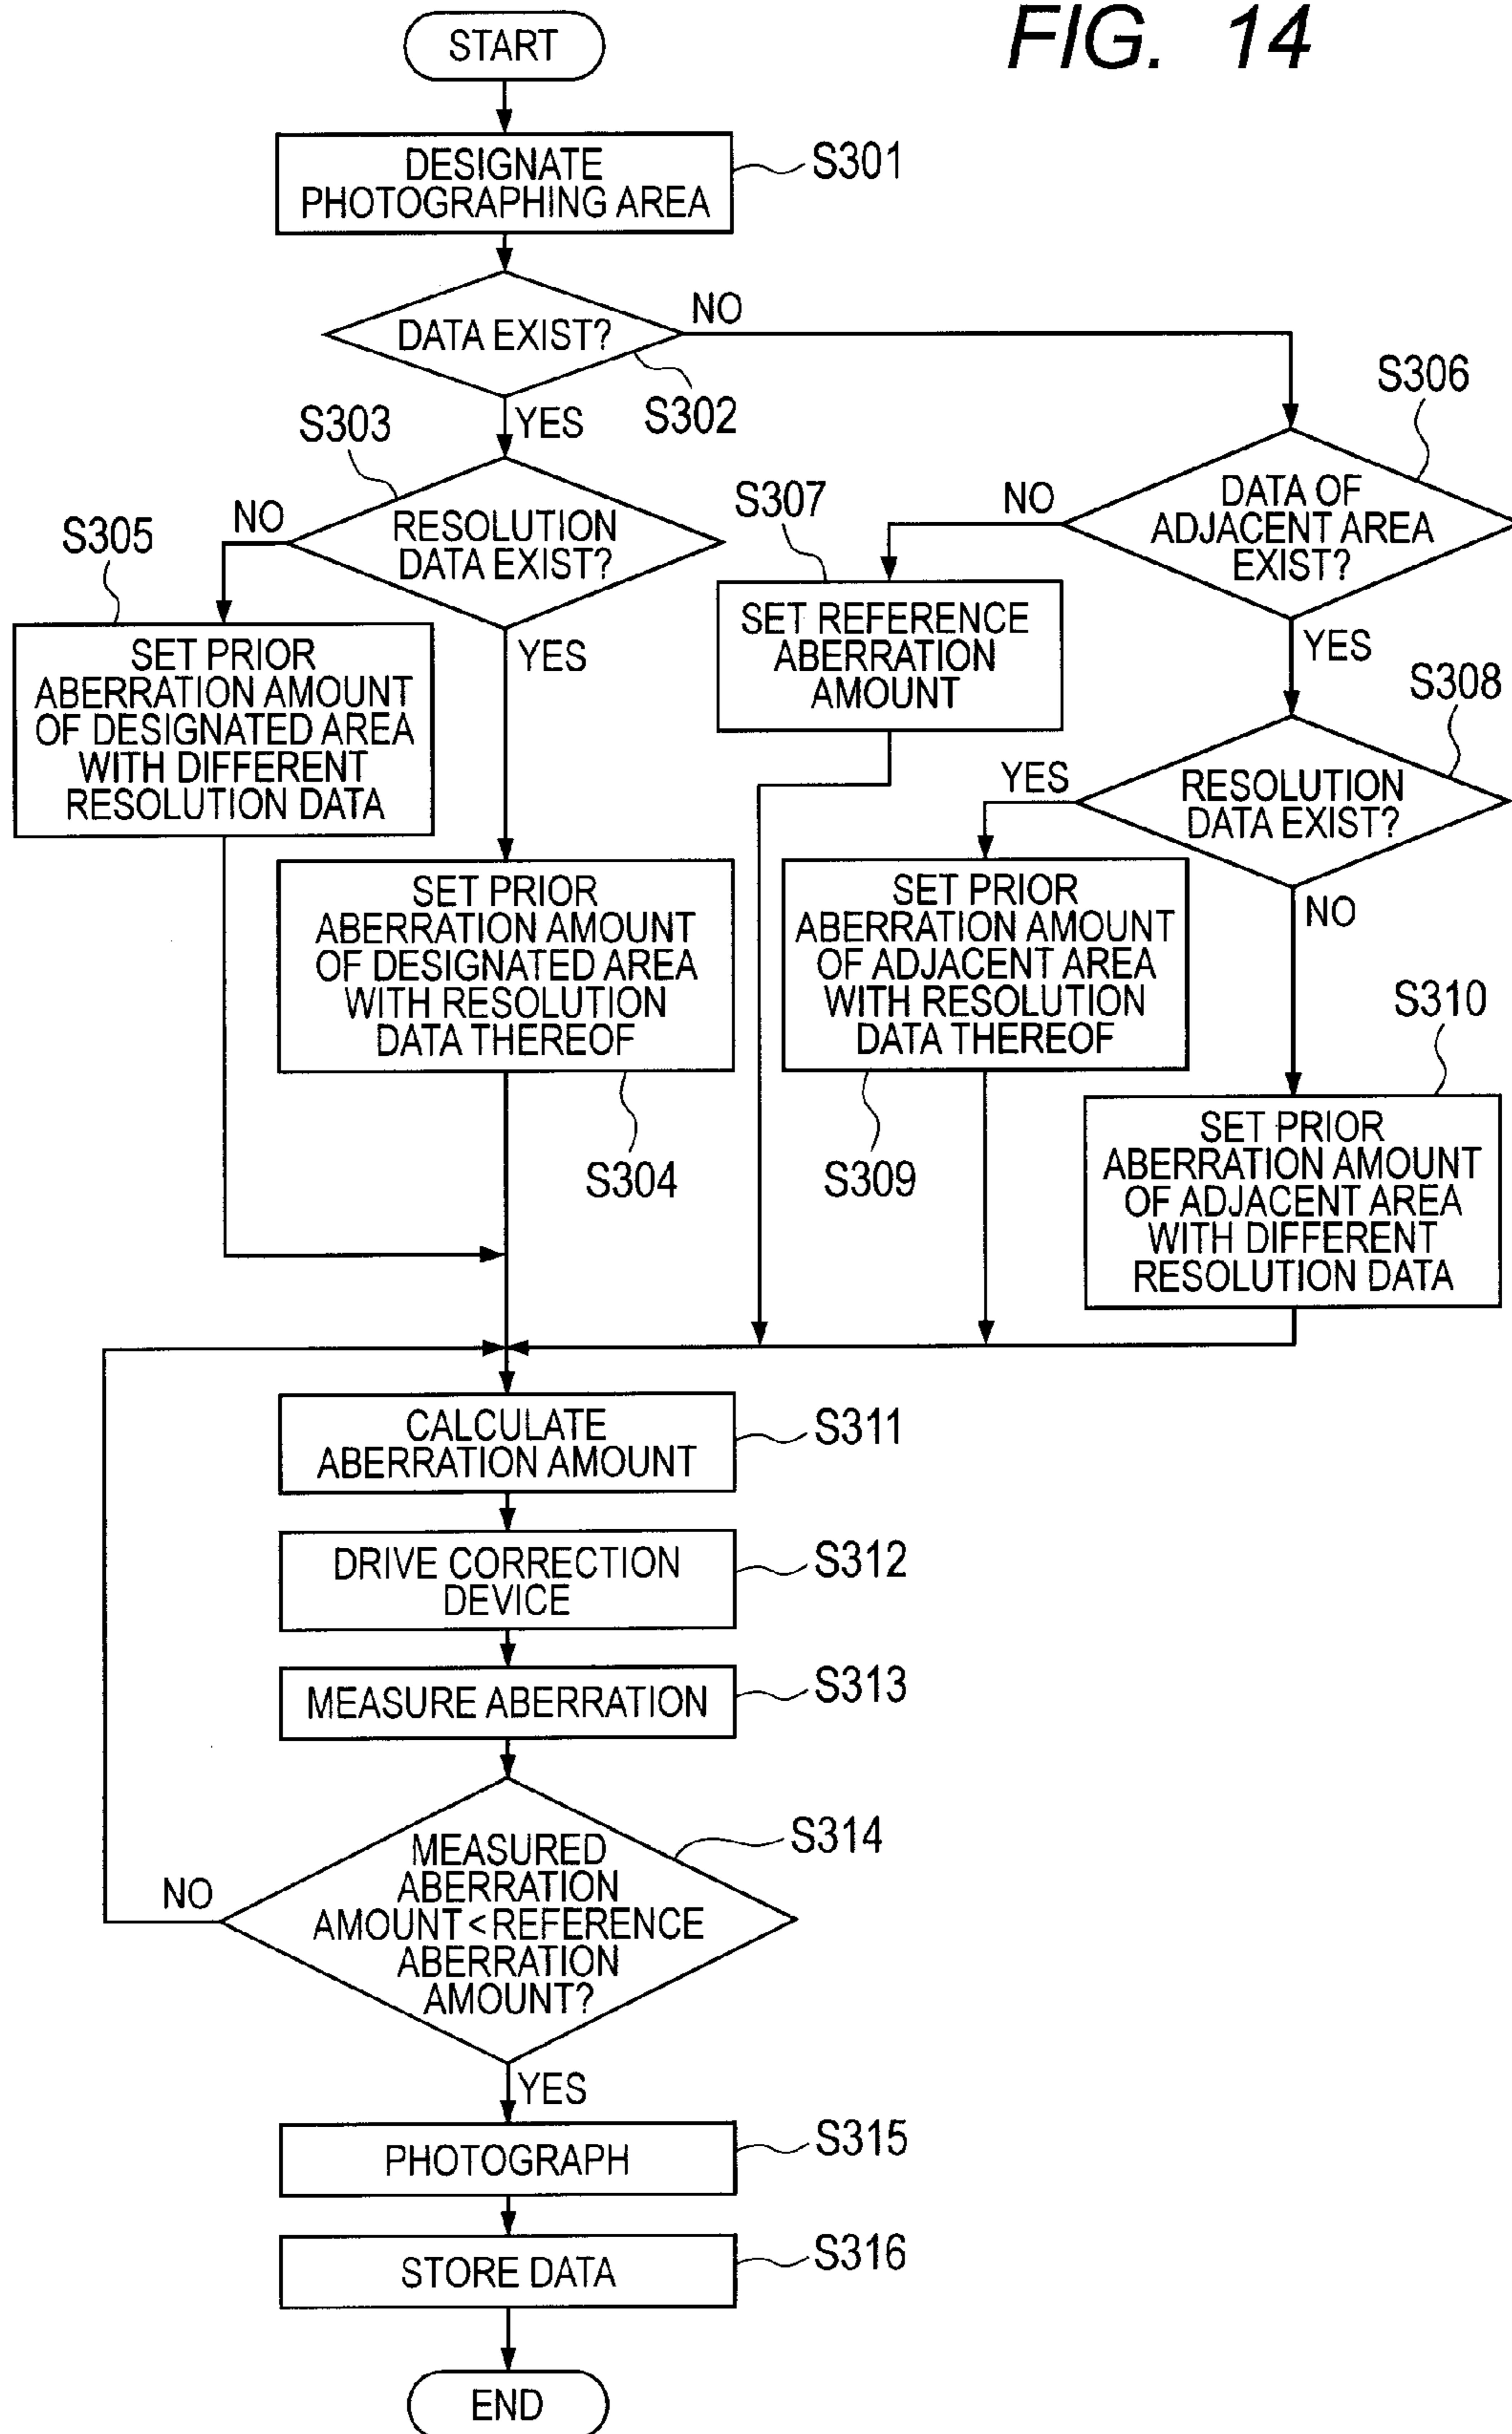 FIG. 14
START
DESIGNATE
PHOTOGRAPHING AREA
S301
DATA EXIST?
NO
S302
YES
S303
RESOLUTION
DATA EXIST?
NO
YES
S305
SET PRIOR
ABERRATION AMOUNT
OF DESIGNATED AREA
WITH DIFFERENT
RESOLUTION DATA
SET PRIOR
ABERRATION AMOUNT
OF DESIGNATED AREA
WITH RESOLUTION
DATA THEREOF
S304
S306
DATA OF
ADJACENT AREA
EXIST?
NO
YES
S307
SET REFERENCE
ABERRATION
AMOUNT
S308
RESOLUTION
DATA EXIST?
YES
NO
SET PRIOR
ABERRATION AMOUNT
OF ADJACENT AREA
WITH RESOLUTION
DATA THEREOF
S309
S310
SET PRIOR
ABERRATION AMOUNT
OF ADJACENT AREA
WITH DIFFERENT
RESOLUTION DATA
CALCULATE
ABERRATION AMOUNT
S311
DRIVE CORRECTION
DEVICE
S312
MEASURE ABERRATION
S313
MEASURED
ABERRATION
AMOUNT<REFERENCE
ABERRATION
AMOUNT?
S314
NO
YES
PHOTOGRAPH
S315
STORE DATA
S316
END